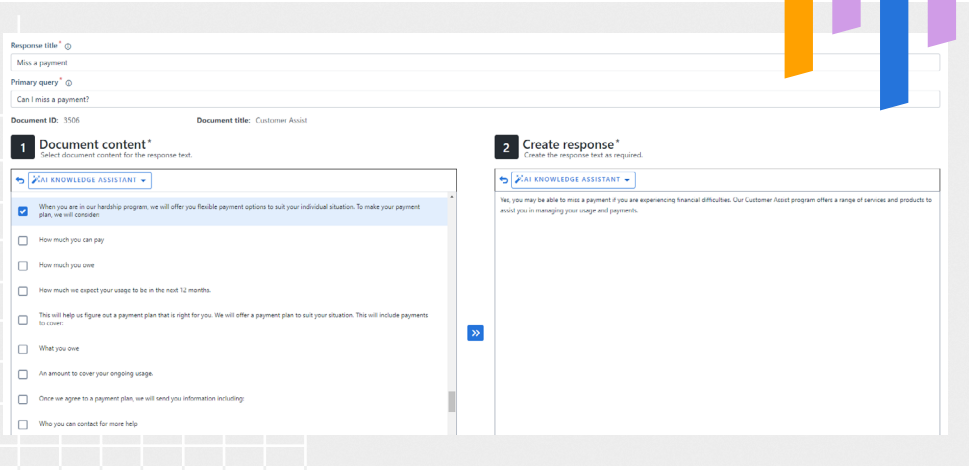 Response title*
Miss a payment
Primary query*
Can I miss a payment?
Document ID: 3506 Document title: Customer Assist
1 Document content*
Select document content for the response text.
AI KNOWLEDGE ASSISTANT
When you are in our hardship program, we will offer you flexible payment options to suit your individual situation. To make your payment
plan, we will consider:
How much you can pay
How much you owe
How much we expect your usage to be in the next 12 months.
This will help us figure out a payment plan that is right for you. We will offer a payment plan to suit your situation. This will include payments
to cover:
What you owe
An amount to cover your ongoing usage.
Once we agree to a payment plan, we will send you information including:
Who you can contact for more help
2 Create response*
Create the response text as required.
AI KNOWLEDGE ASSISTANT
Yes, you may be able to miss a payment if you are experiencing financial difficulties. Our Customer Assist program offers a range of services and products to
assist you in managing your usage and payments.